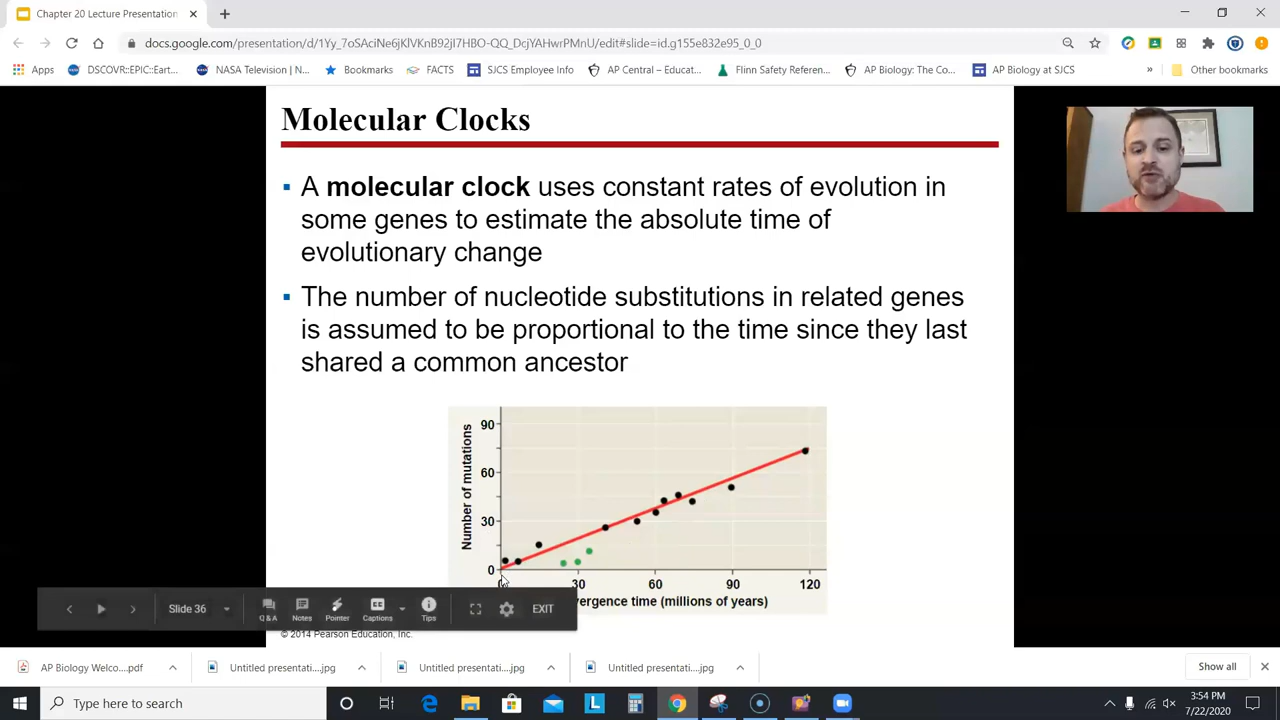 Chapter 20 Lecture Presentation
docs.google.com/presentation/d/1Yy_7oSAciNe6jKlVKnB92iI7HBO-QQ_DcjYAHwrPMnU/edit#slide=id.g155e832e95_0_0
Apps DSCOVR::EPIC::Eart... NASA Television | N... Bookmarks FACTS SJCS Employee Info AP Central – Educat... Flinn Safety Referen... AP Biology: The Co... AP Biology at SJCS » Other bookmarks
Molecular Clocks
▪ A molecular clock uses constant rates of evolution in
some genes to estimate the absolute time of
evolutionary change
▪ The number of nucleotide substitutions in related genes
is assumed to be proportional to the time since they last
shared a common ancestor
Number of mutations
90
60
30
0
30 60 90 120
vergence time (millions of years)
Slide 36 Q & A Notes Pointer Captions Tips EXIT
© 2014 Pearson Education, Inc.
AP Biology Welco....pdf Untitled presentati....jpg Untitled presentati....jpg Untitled presentati....jpg Show all
Type here to search
3:54 PM
7/22/2020